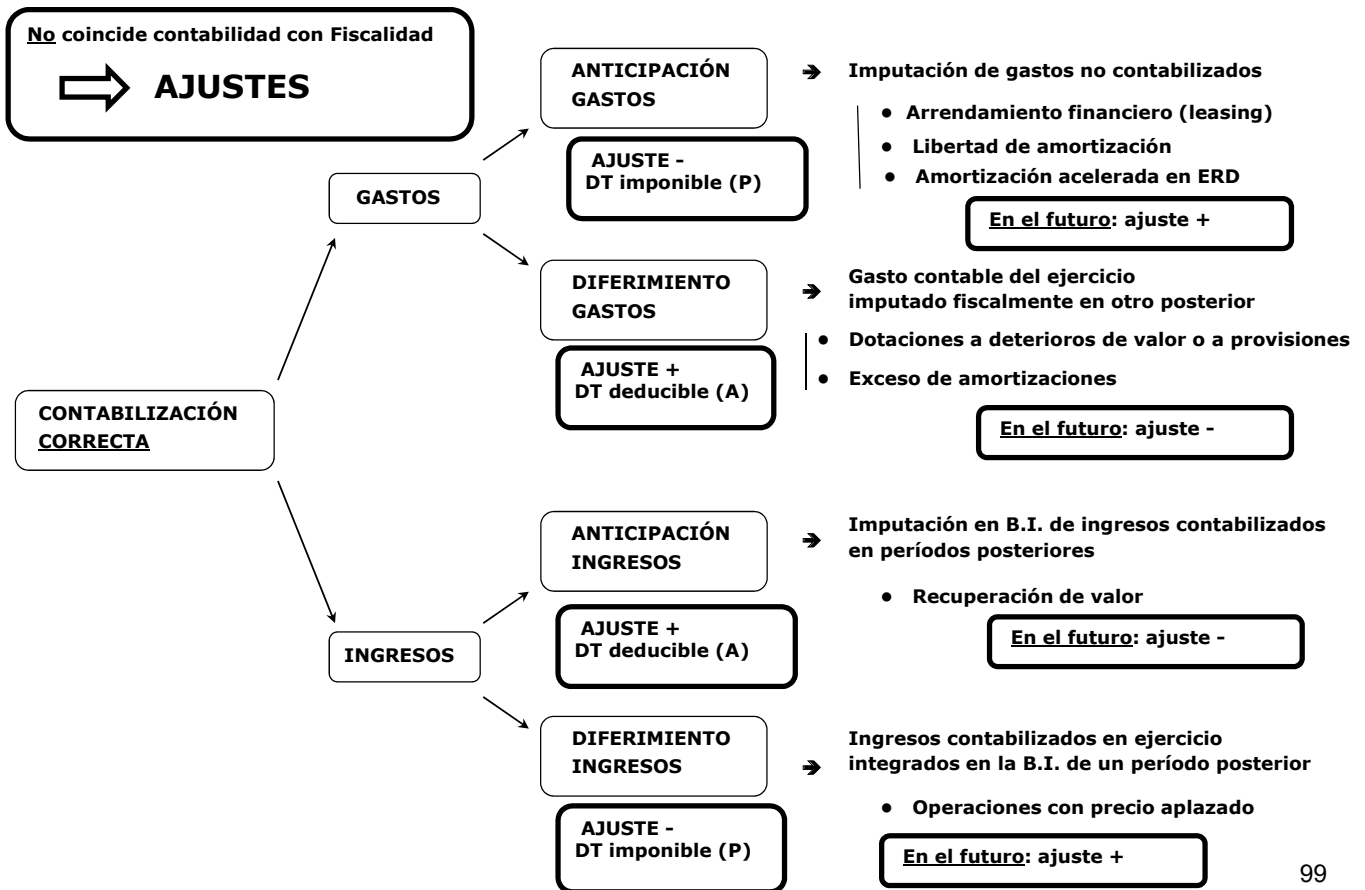 No coincide contabilidad con Fiscalidad
AJUSTES
CONTABILIZACIÓN
CORRECTA
GASTOS
ANTICIPACIÓN
GASTOS
AJUSTE -
DT imponible (P)
➔ Imputación de gastos no contabilizados
● Arrendamiento financiero (leasing)
● Libertad de amortización
● Amortización acelerada en ERD
En el futuro: ajuste +
DIFERIMIENTO
GASTOS
AJUSTE +
DT deducible (A)
➔ Gasto contable del ejercicio
imputado fiscalmente en otro posterior
● Dotaciones a deterioros de valor o a provisiones
● Exceso de amortizaciones
En el futuro: ajuste -
INGRESOS
ANTICIPACIÓN
INGRESOS
AJUSTE +
DT deducible (A)
➔ Imputación en B.I. de ingresos contabilizados
en períodos posteriores
● Recuperación de valor
En el futuro: ajuste -
DIFERIMIENTO
INGRESOS
AJUSTE -
DT imponible (P)
➔ Ingresos contabilizados en ejercicio
integrados en la B.I. de un período posterior
● Operaciones con precio aplazado
En el futuro: ajuste +
99